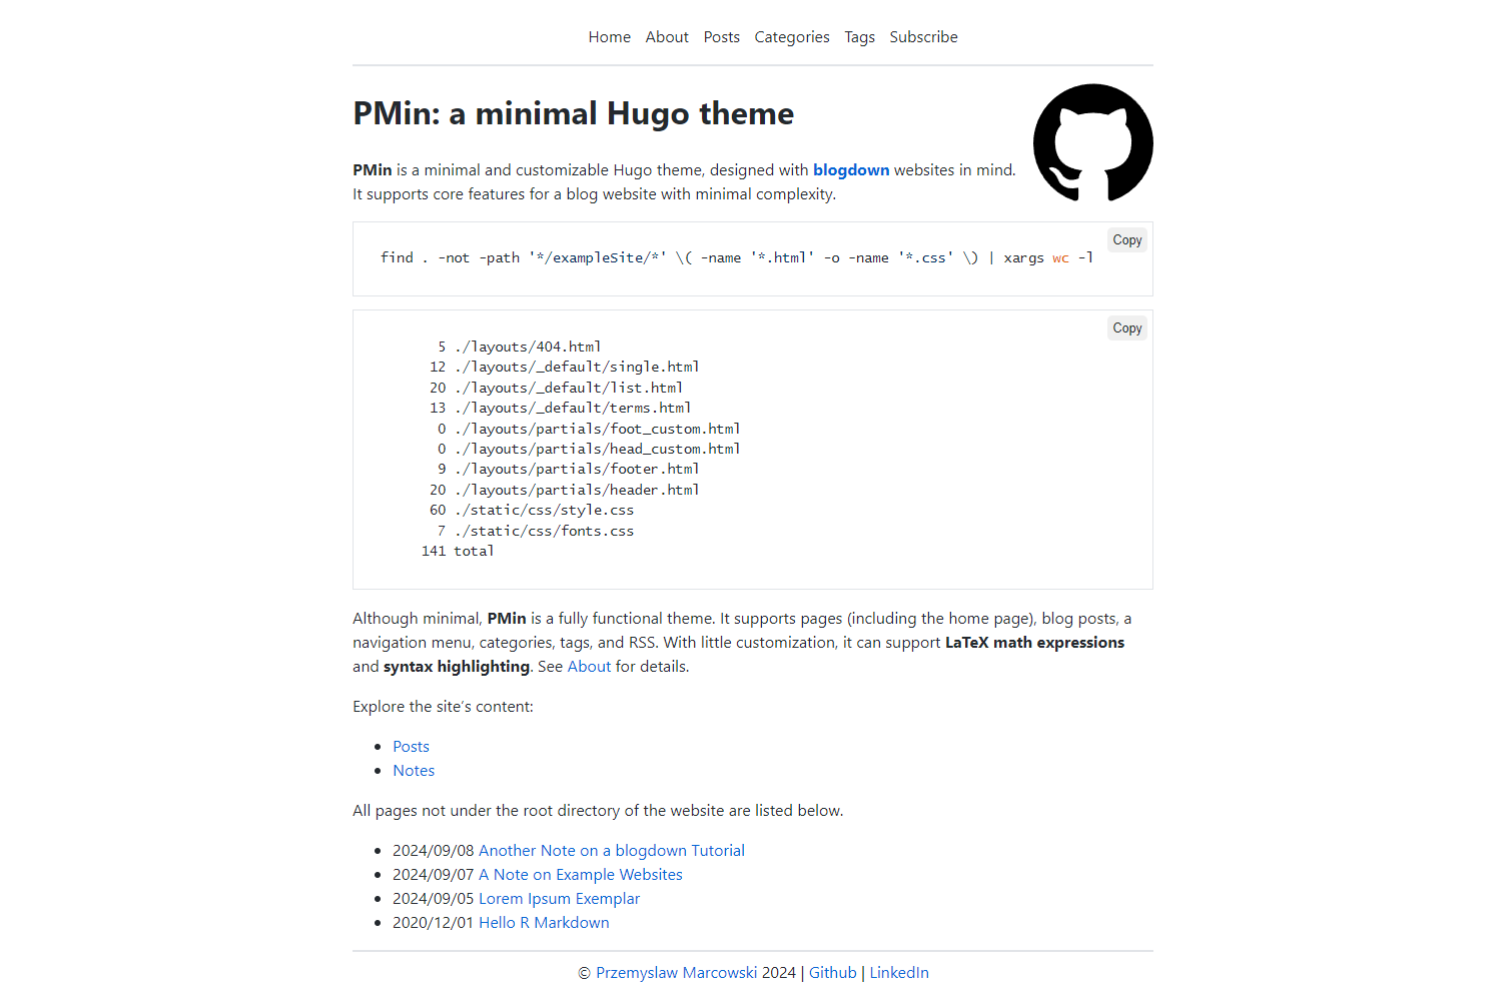 Home About Posts Categories Tags Subscribe
PMin: a minimal Hugo theme
PMin is a minimal and customizable Hugo theme, designed with blogdown websites in mind.
It supports core features for a blog website with minimal complexity.
Copy
find . -not -path '*/exampleSite/*' \( -name '*.html' -o -name '*.css' \) | xargs wc -l
Copy
5 ./layouts/404.html
12 ./layouts/_default/single.html
20 ./layouts/_default/list.html
13 ./layouts/_default/terms.html
0 ./layouts/partials/foot_custom.html
0 ./layouts/partials/head_custom.html
9 ./layouts/partials/footer.html
20 ./layouts/partials/header.html
60 ./static/css/style.css
7 ./static/css/fonts.css
141 total
Although minimal, PMin is a fully functional theme. It supports pages (including the home page), blog posts, a
navigation menu, categories, tags, and RSS. With little customization, it can support LaTeX math expressions
and syntax highlighting. See About for details.
Explore the site’s content:
• Posts
• Notes
All pages not under the root directory of the website are listed below.
• 2024/09/08 Another Note on a blogdown Tutorial
• 2024/09/07 A Note on Example Websites
• 2024/09/05 Lorem Ipsum Exemplar
• 2020/12/01 Hello R Markdown
© Przemyslaw Marcowski 2024 | Github | LinkedIn